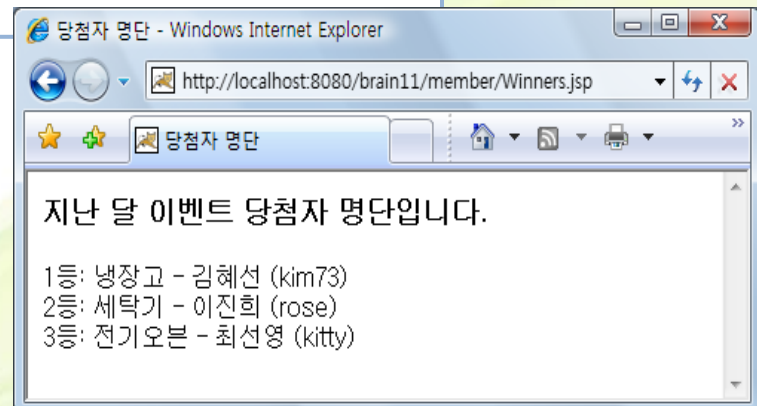 당첨자 명단 - Windows Internet Explorer
http://localhost:8080/brain11/member/Winners.jsp
당첨자 명단
지난 달 이벤트 당첨자 명단입니다.
1등: 냉장고 - 김혜선 (kim73)
2등: 세탁기 - 이진희 (rose)
3등: 전기오븐 - 최선영 (kitty)